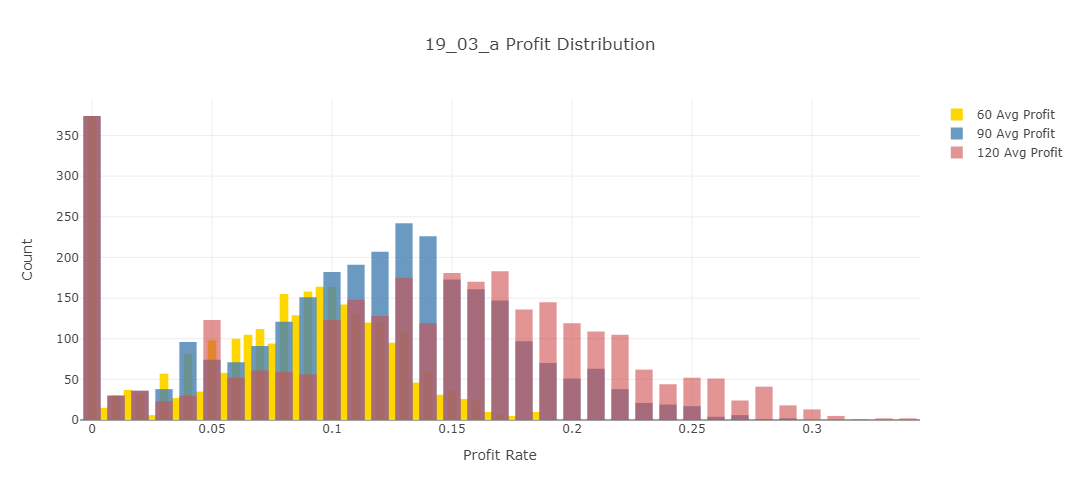 19_03_a Profit Distribution
60 Avg Profit
90 Avg Profit
120 Avg Profit
Count
350
300
250
200
150
100
50
0
0 0.05 0.1 0.15 0.2 0.25 0.3
Profit Rate